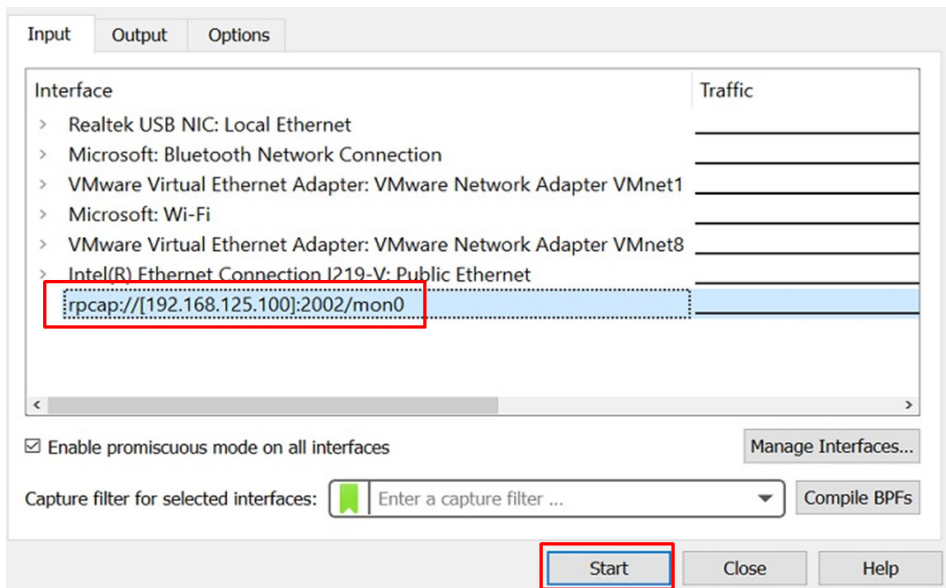 Input Output Options
Interface Traffic
Realtek USB NIC: Local Ethernet
Microsoft: Bluetooth Network Connection
VMware Virtual Ethernet Adapter: VMware Network Adapter VMnet1
Microsoft: Wi-Fi
VMware Virtual Ethernet Adapter: VMware Network Adapter VMnet8
Intel(R) Ethernet Connection I219-V: Public Ethernet
rpcap://[192.168.125.100]:2002/mon0
Enable promiscuous mode on all interfaces Manage Interfaces...
Capture filter for selected interfaces: Enter a capture filter ... Compile BPFs
Start Close Help